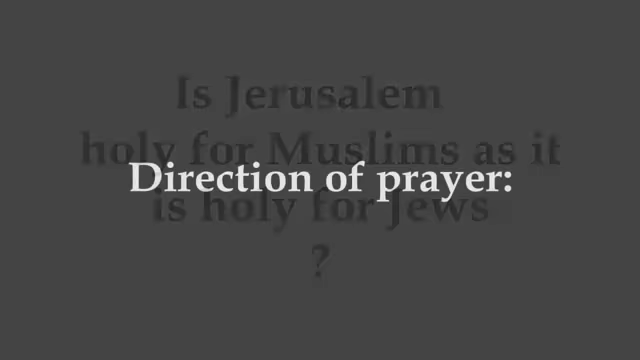 Is Jerusalem
holy for Muslims as it
Direction of prayer:
is holy for Jews
?